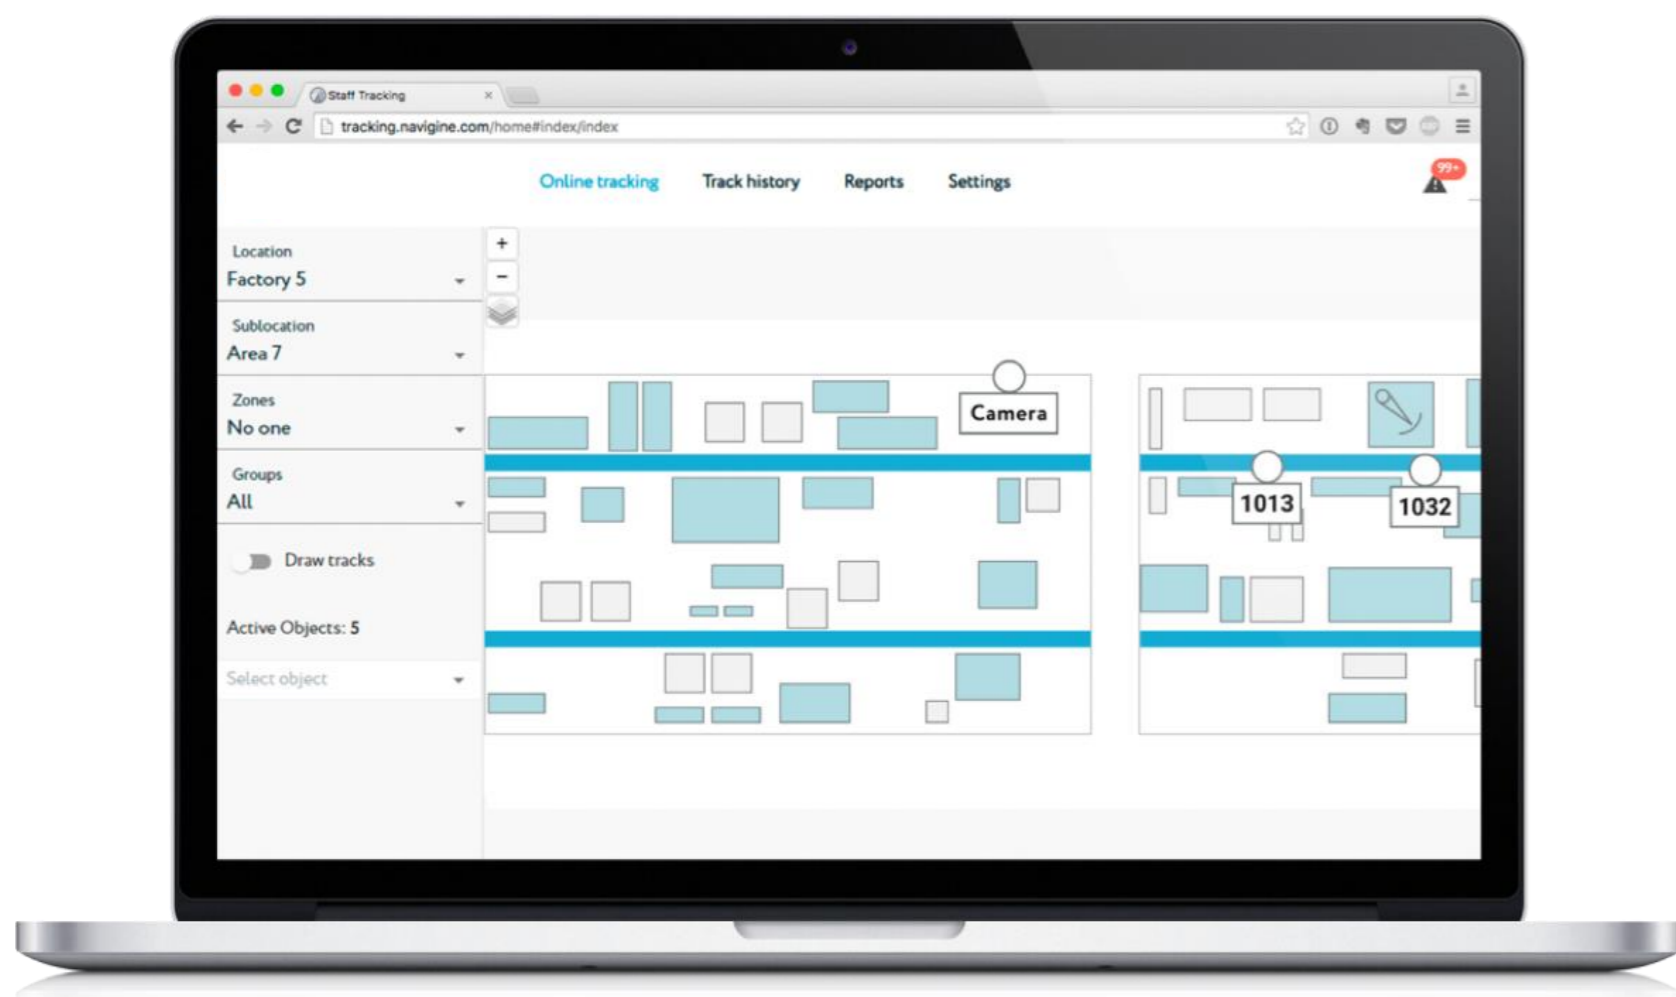 Staff Tracking
tracking.navigine.com/home#index/index
Online tracking Track history Reports Settings
99+
Location
Factory 5
Sublocation
Area 7
Zones
No one
Groups
All
Draw tracks
Active Objects: 5
Select object
+
−
Camera
1013
1032